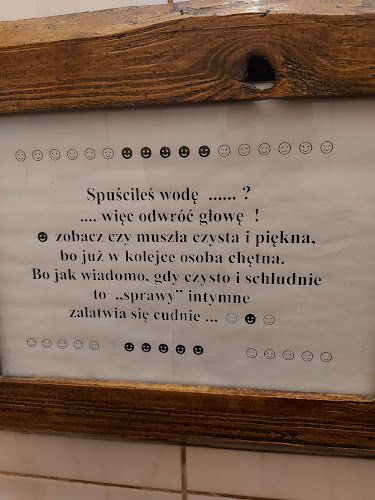 ☺☺☺☺☺☺☻☻☻☻☻☺☺☺☺☺☺
Spuściłeś wodę ...... ?
.... więc odwróć głowę !
☻ zobacz czy muszla czysta i piękna,
bo już w kolejce osoba chętna.
Bo jak wiadomo, gdy czysto i schludnie
to „sprawy” intymne
załatwia się cudnie ... ☺☻☺
☺☺☺☺☺ ☻☻☻☻☻ ☺☺☺☺☺